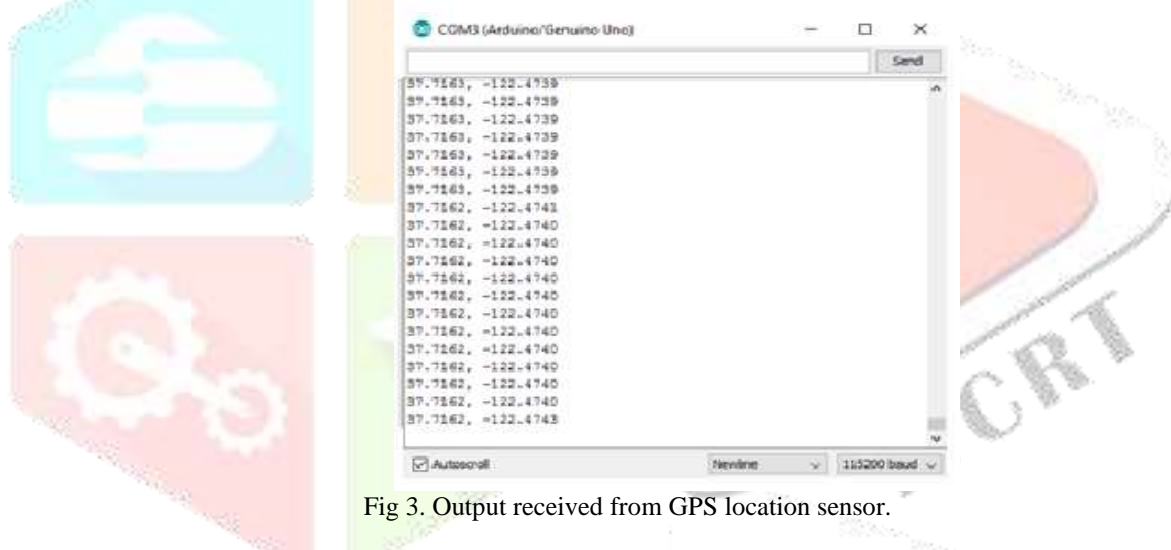 COM3 (Arduino/Genuino Uno)
Send
37.7163, -122.4739
37.7163, -122.4739
37.7163, -122.4739
37.7163, -122.4739
37.7163, -122.4739
37.7163, -122.4739
37.7163, -122.4739
37.7162, -122.4741
37.7162, -122.4740
37.7162, -122.4740
37.7162, -122.4740
37.7162, -122.4740
37.7162, -122.4740
37.7162, -122.4740
37.7162, -122.4740
37.7162, -122.4740
37.7162, -122.4740
37.7162, -122.4740
37.7162, -122.4740
37.7162, -122.4743
Autoscroll
Newline
115200 baud
CRT
Fig 3. Output received from GPS location sensor.